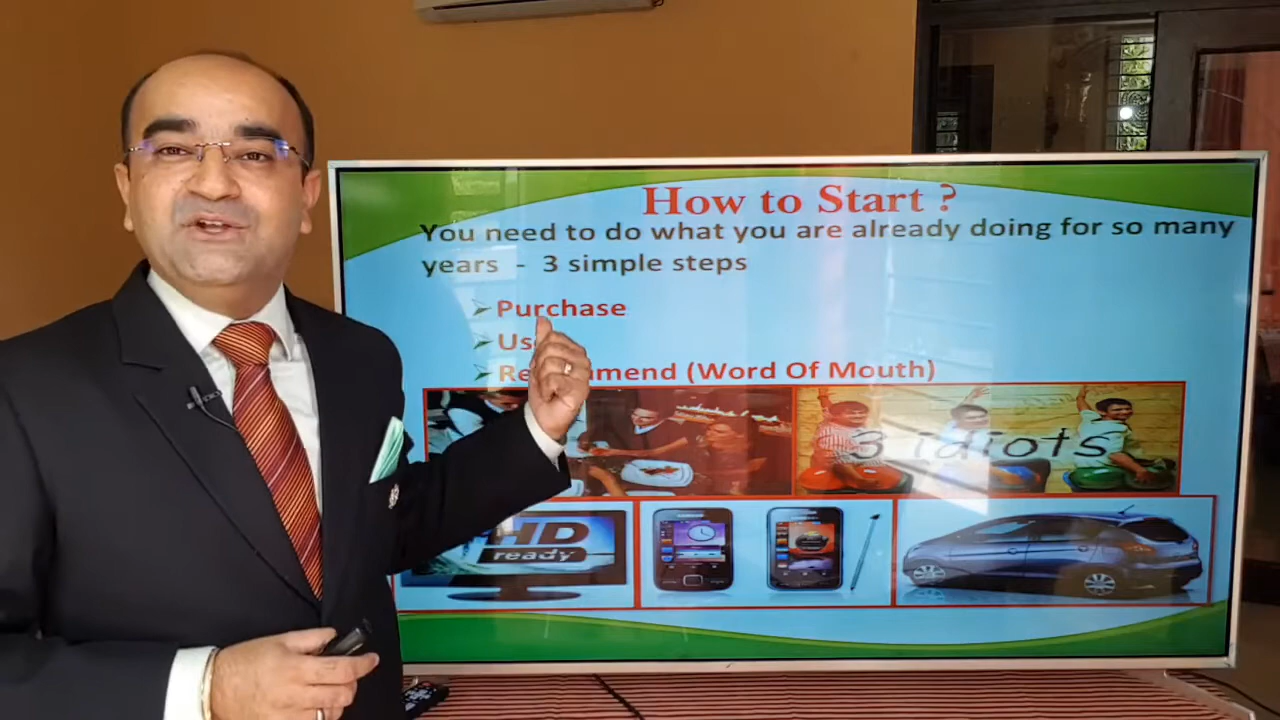 How to Start ?
You need to do what you are already doing for so many
years - 3 simple steps
Purchase
Recommend (Word Of Mouth)
3 idiots
HD
ready